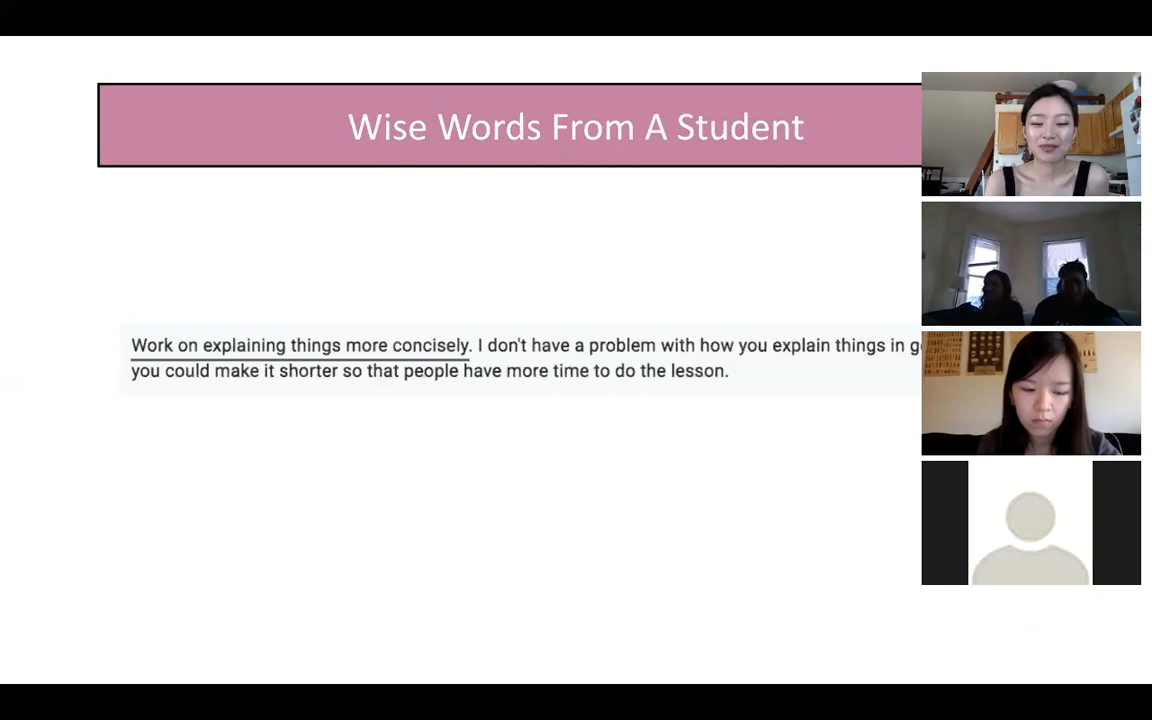 Wise Words From A Student
Work on explaining things more concisely. I don't have a problem with how you explain things in
you could make it shorter so that people have more time to do the lesson.